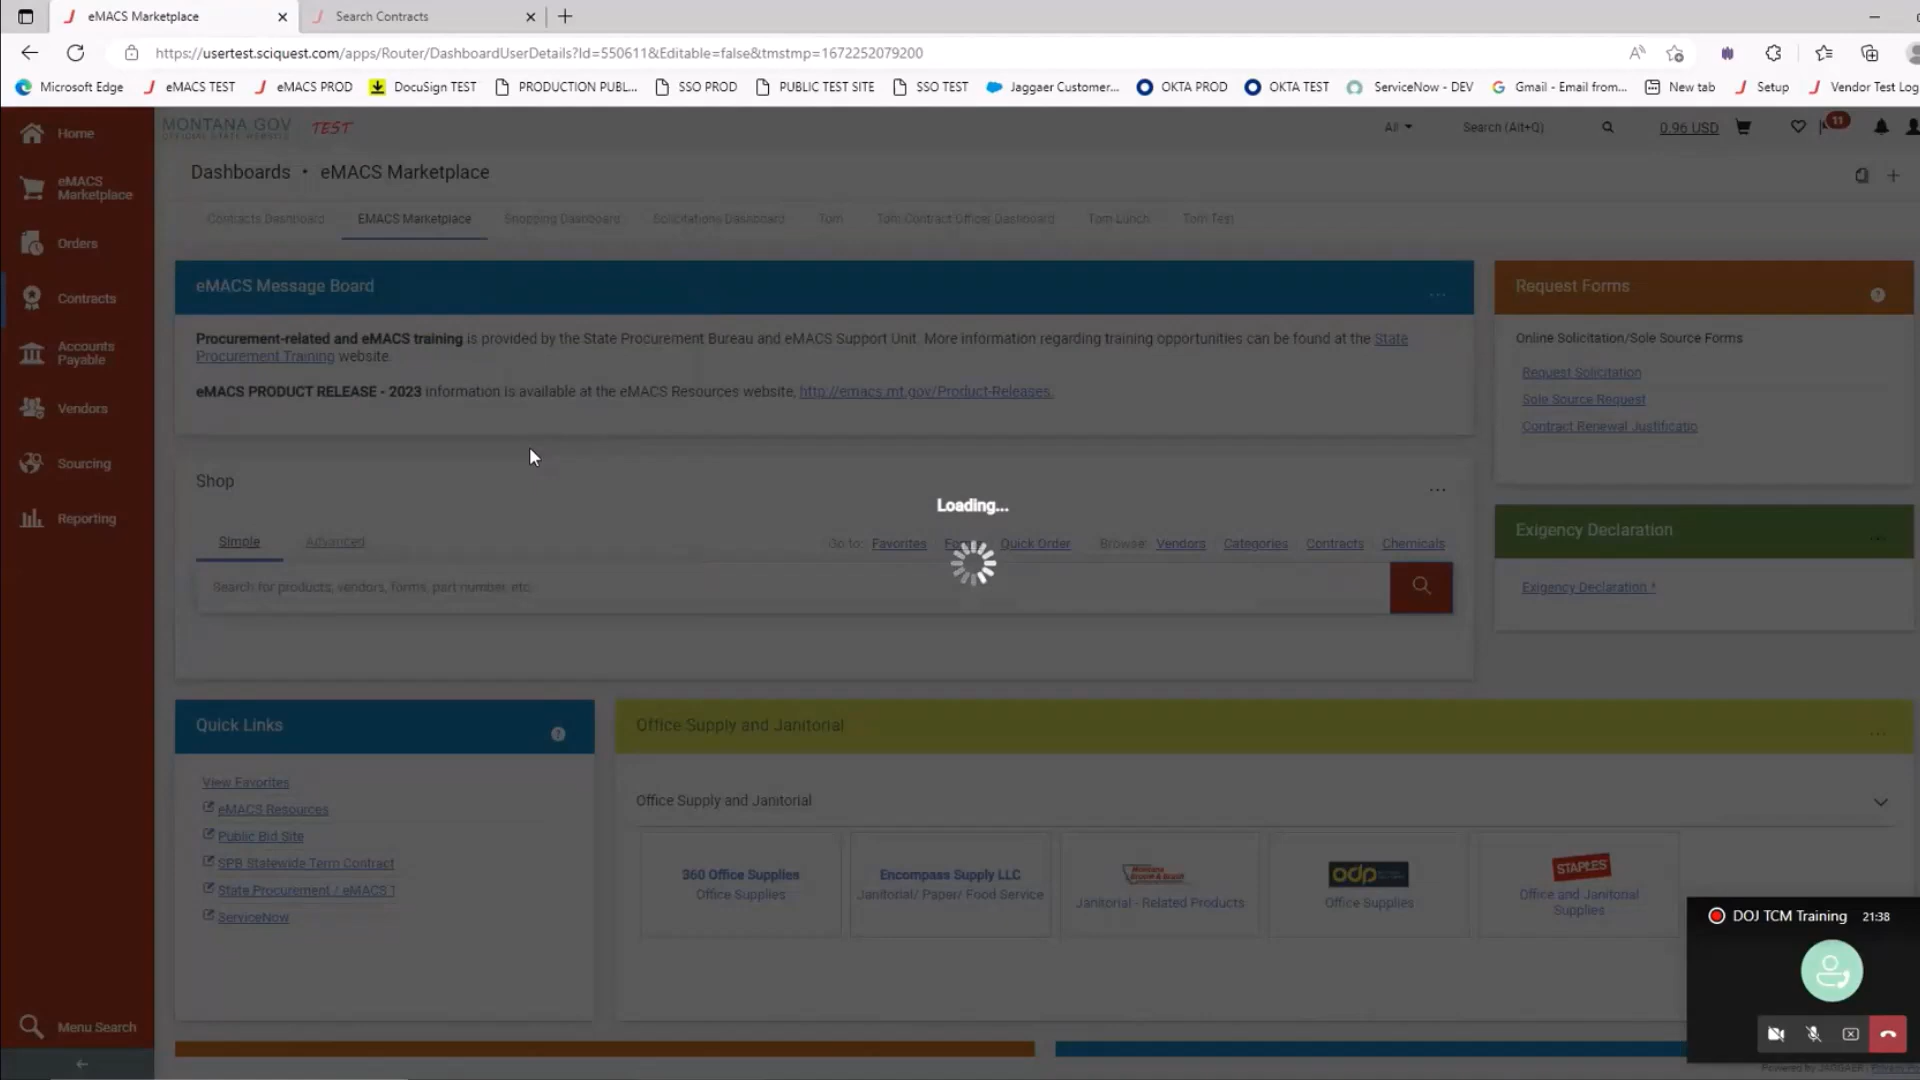 eMACS Marketplace
Search Contracts
https://usertest.sciquest.com/apps/Router/DashboardUserDetails?Id=550611&Editable=false&tmstmp=1672252079200
Microsoft Edge
eMACS TEST
eMACS PROD
DocuSign TEST
PRODUCTION PUBL...
SSO PROD
PUBLIC TEST SITE
SSO TEST
Jaggaer Customer...
OKTA PROD
OKTA TEST
ServiceNow - DEV
Gmail - Email from...
New tab
Setup
Vendor Test Log
Home
eMACS
Marketplace
Orders
Contracts
Accounts
Payable
Vendors
Sourcing
Reporting
Menu Search
MONTANA GOV
OFFICIAL STATE WEBSITE
TEST
All
Search (Alt+Q)
0.96 USD
11
Dashboards • eMACS Marketplace
Contracts Dashboard
EMACS Marketplace
Shopping Dashboard
Solicitations Dashboard
Tom
Tom Contract Officer Dashboard
Tom Lunch
Tom Test
eMACS Message Board
...
Procurement-related and eMACS training is provided by the State Procurement Bureau and eMACS Support Unit. More information regarding training opportunities can be found at the State
Procurement Training website.
eMACS PRODUCT RELEASE - 2023 information is available at the eMACS Resources website, http://emacs.mt.gov/Product-Releases.
Request Forms
?
Online Solicitation/Sole Source Forms
Request Solicitation
Sole Source Request
Contract Renewal Justificatio
Shop
...
Simple
Advanced
Go to:
Favorites
Quick Order
Browse:
Vendors
Categories
Contracts
Chemicals
Search for products, vendors, forms, part number, etc.
Loading...
Exigency Declaration
...
Exigency Declaration *
Quick Links
?
View Favorites
eMACS Resources
Public Bid Site
SPB Statewide Term Contract
State Procurement / eMACS T
ServiceNow
Office Supply and Janitorial
...
Office Supply and Janitorial
360 Office Supplies
Office Supplies
Encompass Supply LLC
Janitorial/ Paper/ Food Service
Janitorial - Related Products
odp
Office Supplies
STAPLES
Office and Janitorial
Supplies
DOJ TCM Training
21:38
Powered by JAGGAER